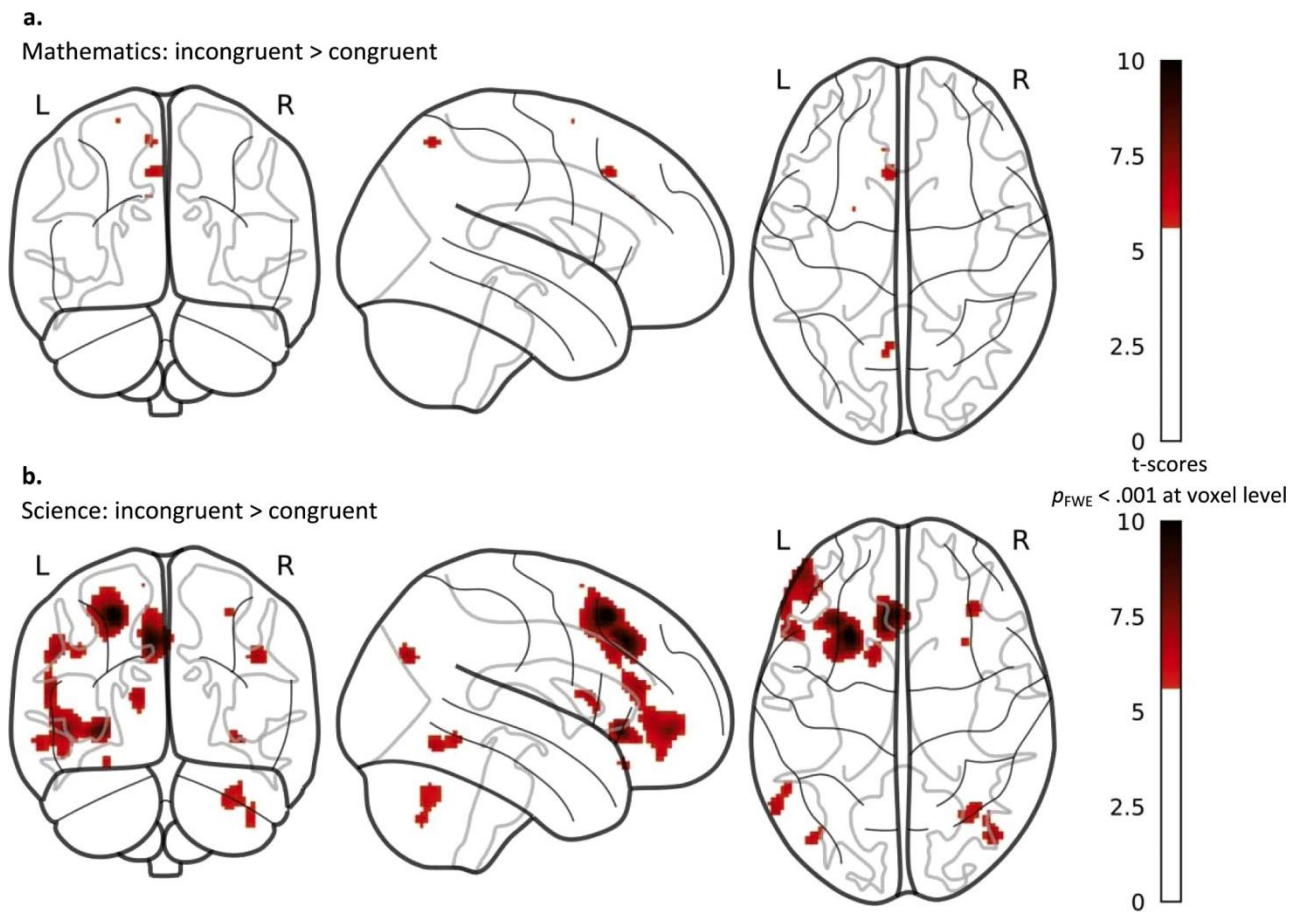 a.
Mathematics: incongruent > congruent
L R
L R
10
7.5
5
2.5
0
t-scores
p_FWE < .001 at voxel level
b.
Science: incongruent > congruent
L R
L R
10
7.5
5
2.5
0